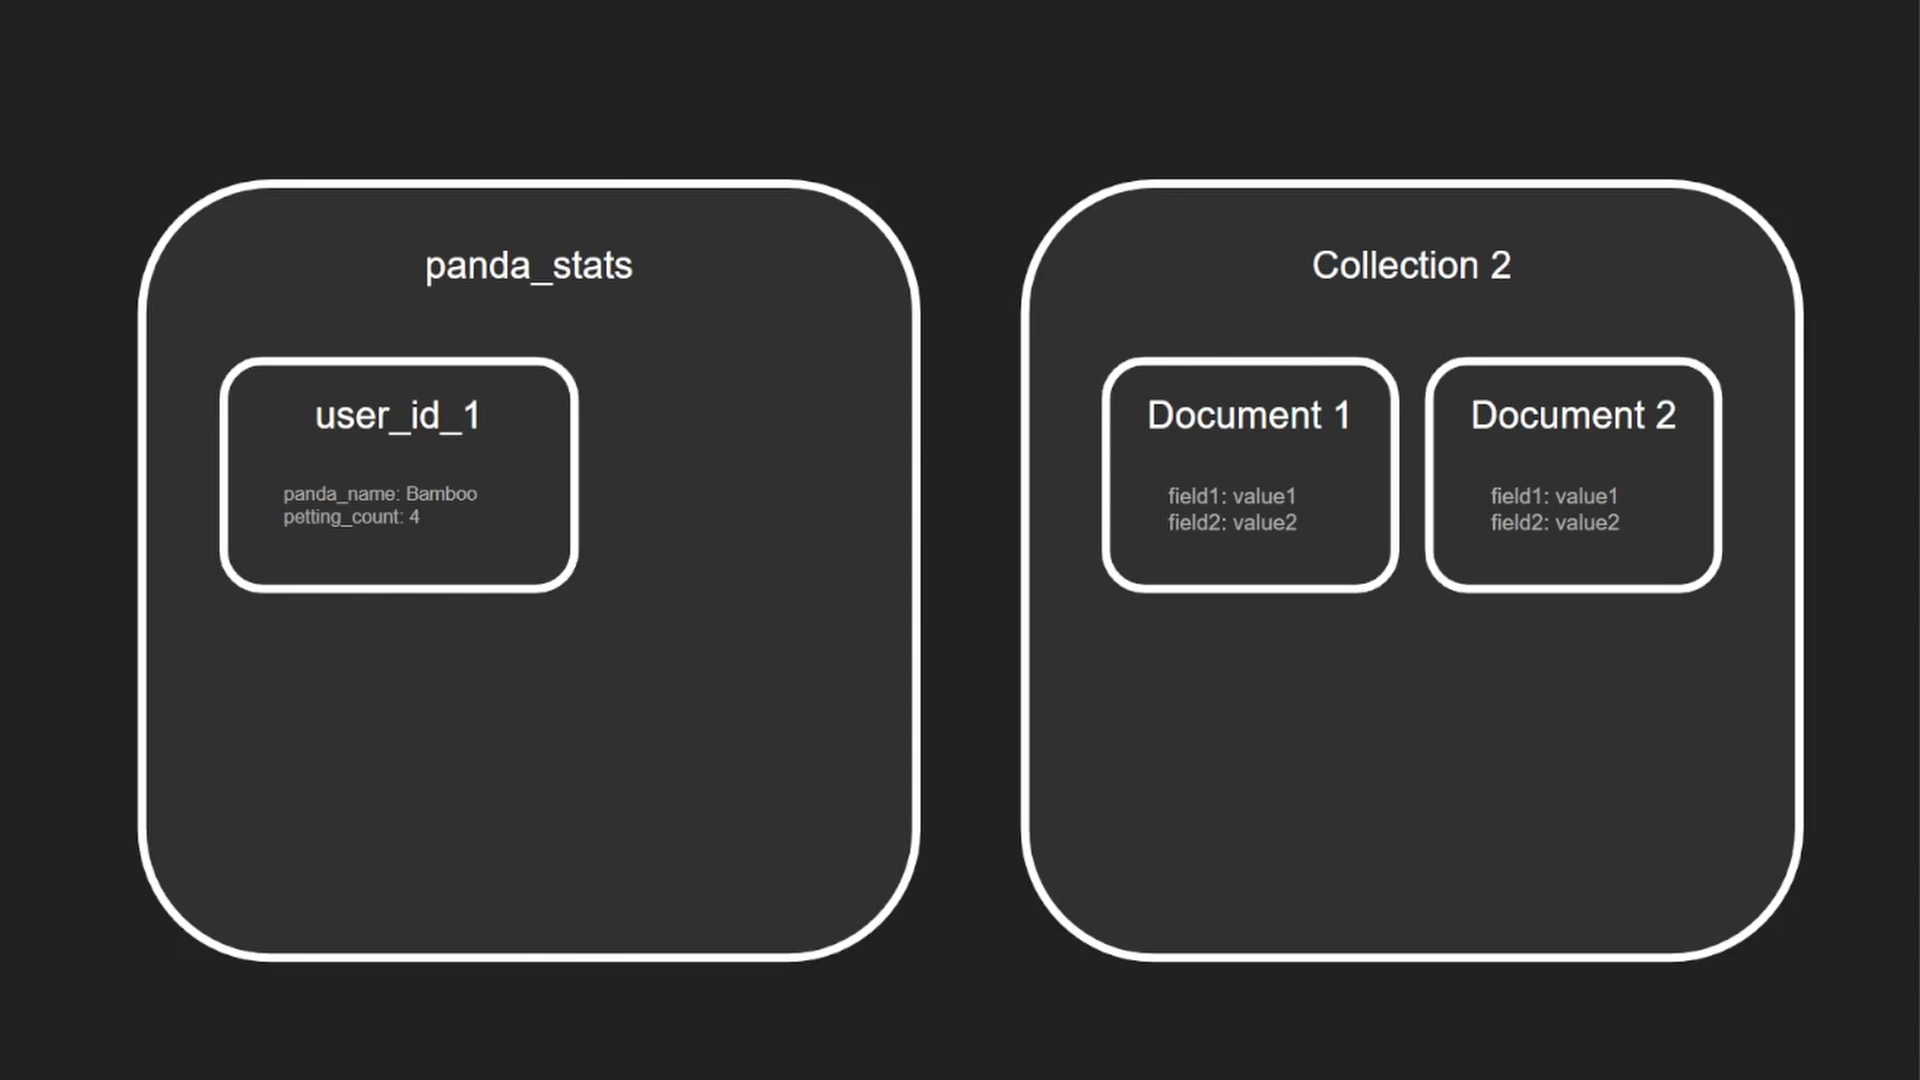 panda_stats
user_id_1
panda_name: Bamboo
petting_count: 4
Collection 2
Document 1
field1: value1
field2: value2
Document 2
field1: value1
field2: value2